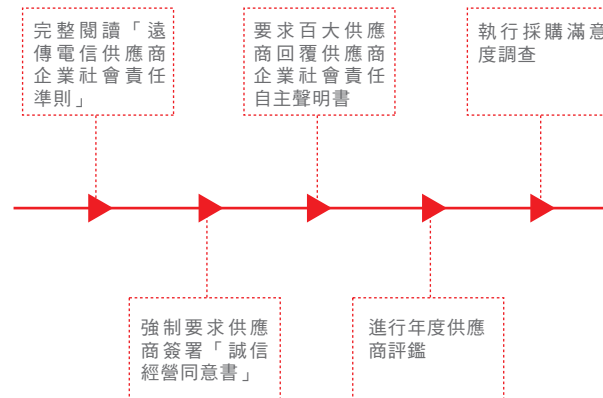 完整閱讀「遠
傳電信供應商
企業社會責任
準則」
強制要求供應
商簽署「誠信
經營同意書」
要求百大供應
商回覆供應商
企業社會責任
自主聲明書
進行年度供應
商評鑑
執行採購滿意
度調查